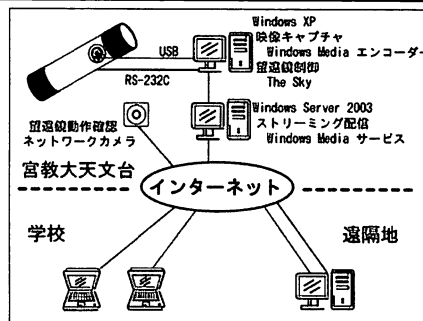 Windows XP
映像キャプチャ
Windows Media エンコーダー
望遠鏡制御
The Sky
USB
RS-232C
Windows Server 2003
ストリーミング配信
Windows Media サービス
望遠鏡動作確認
ネットワークカメラ
宮教大天文台
インターネット
学校
遠隔地